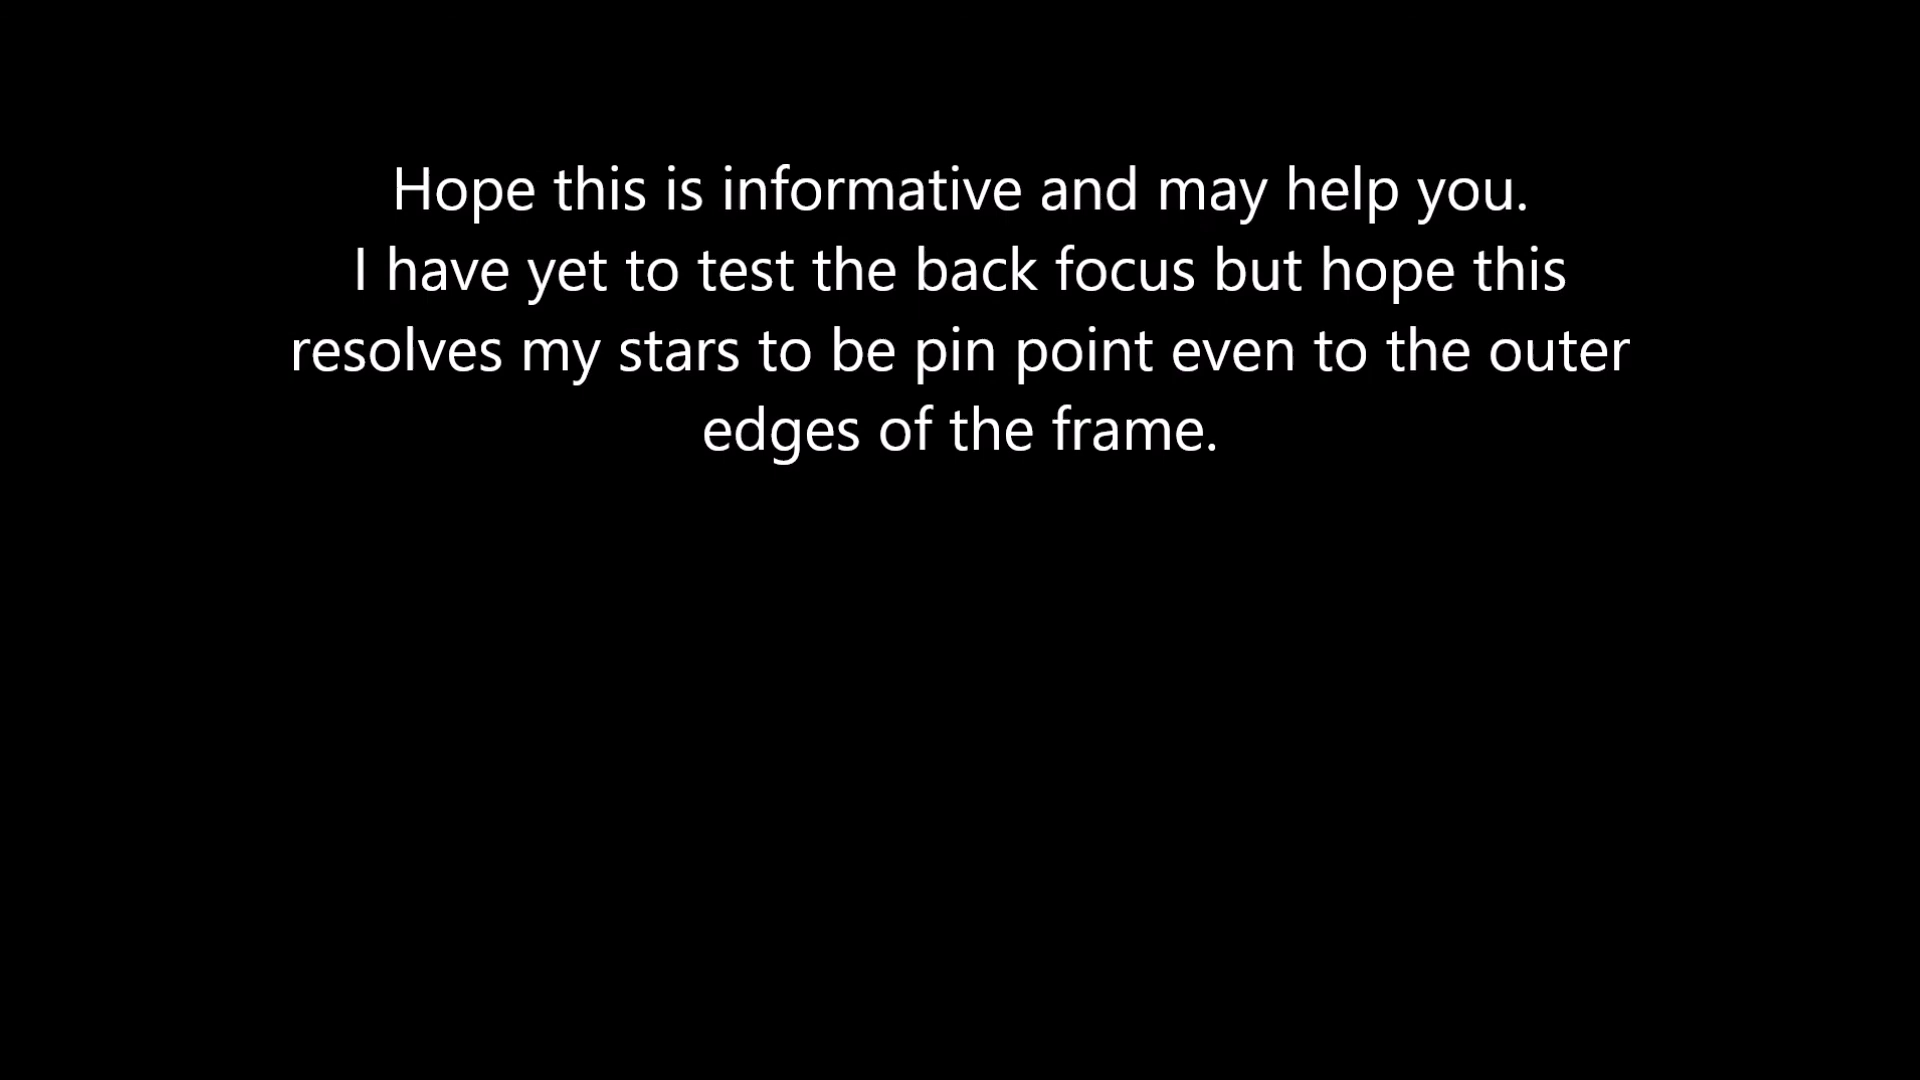 Hope this is informative and may help you.
I have yet to test the back focus but hope this
resolves my stars to be pin point even to the outer
edges of the frame.